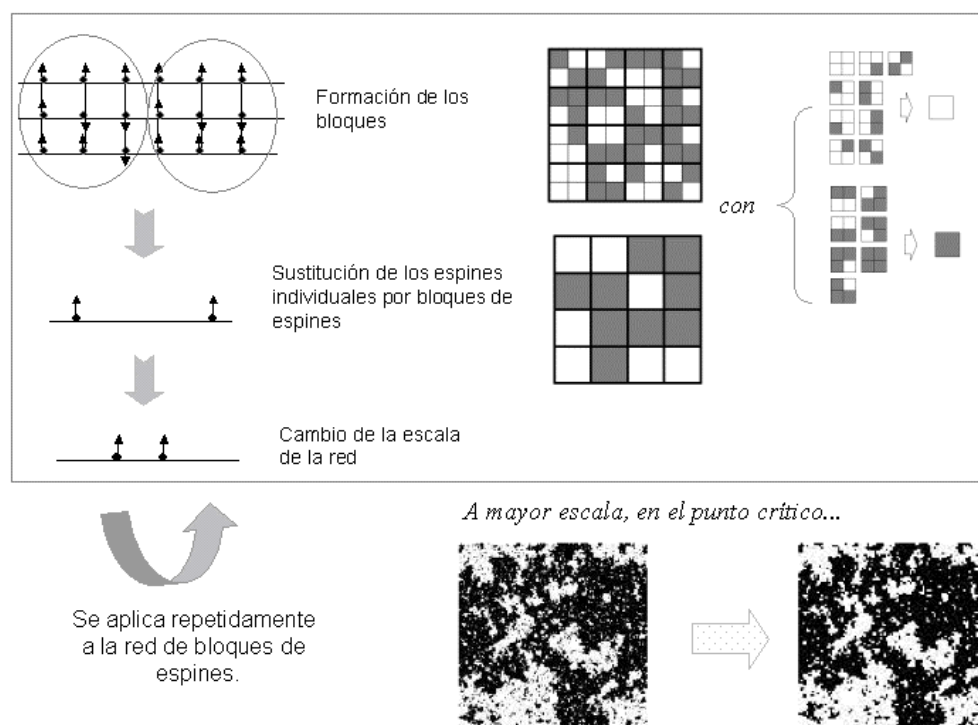 Formación de los
bloques
con
Sustitución de los espines
individuales por bloques de
espines
Cambio de la escala
de la red
A mayor escala, en el punto crítico...
Se aplica repetidamente
a la red de bloques de
espines.